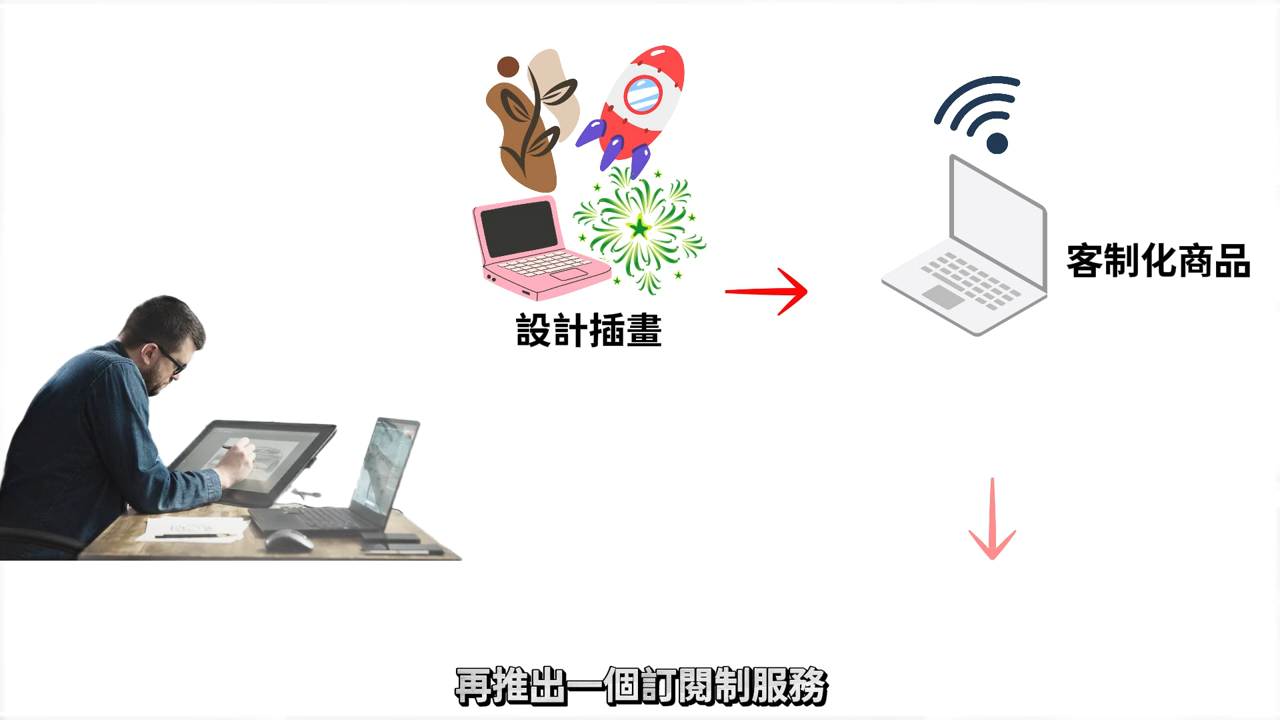 客制化商品
設計插畫
再推出一個訂閱制服務